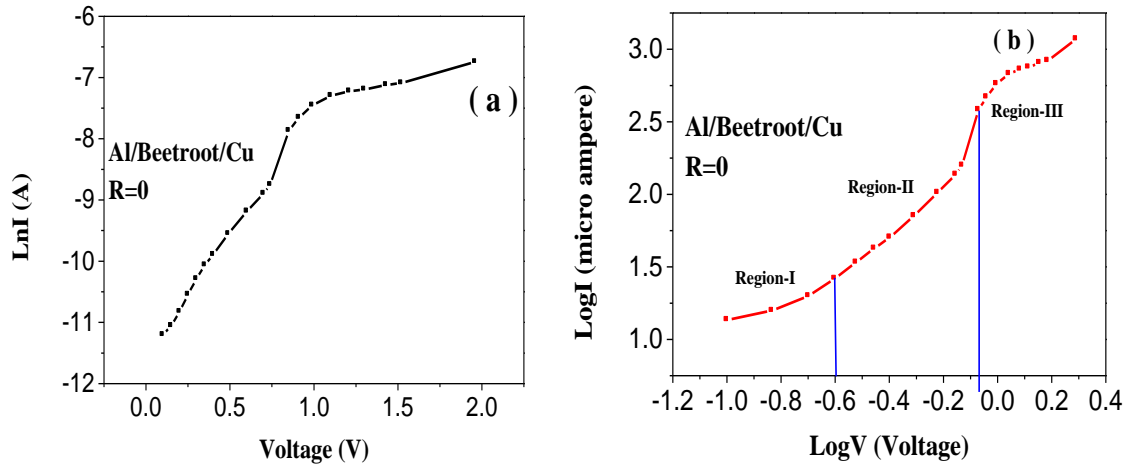 -6
-7
-8
-9
-10
-11
-12
LnI (A)
( a )
Al/Beetroot/Cu
R=0
0.0 0.5 1.0 1.5 2.0
Voltage (V)
3.0
2.5
2.0
1.5
1.0
LogI (micro ampere)
( b )
Al/Beetroot/Cu
R=0
Region-III
Region-II
Region-I
-1.2 -1.0 -0.8 -0.6 -0.4 -0.2 0.0 0.2 0.4
LogV (Voltage)